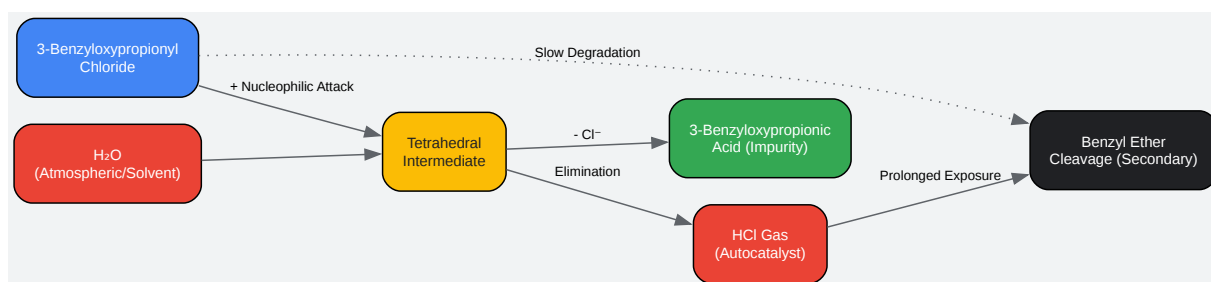 3-Benzyloxypropionyl
Chloride
Slow Degradation
+ Nucleophilic Attack
H₂O
(Atmospheric/Solvent)
Tetrahedral
Intermediate
- Cl⁻
Elimination
3-Benzyloxypropionic
Acid (Impurity)
HCl Gas
(Autocatalyst)
Prolonged Exposure
Benzyl Ether
Cleavage (Secondary)